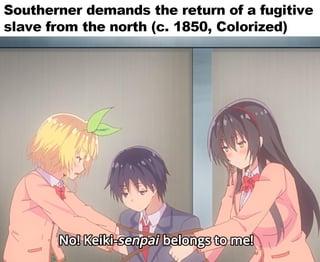 Southerner demands the return of a fugitive
slave from the north (c. 1850, Colorized)
No! Keiki-senpai belongs to me!